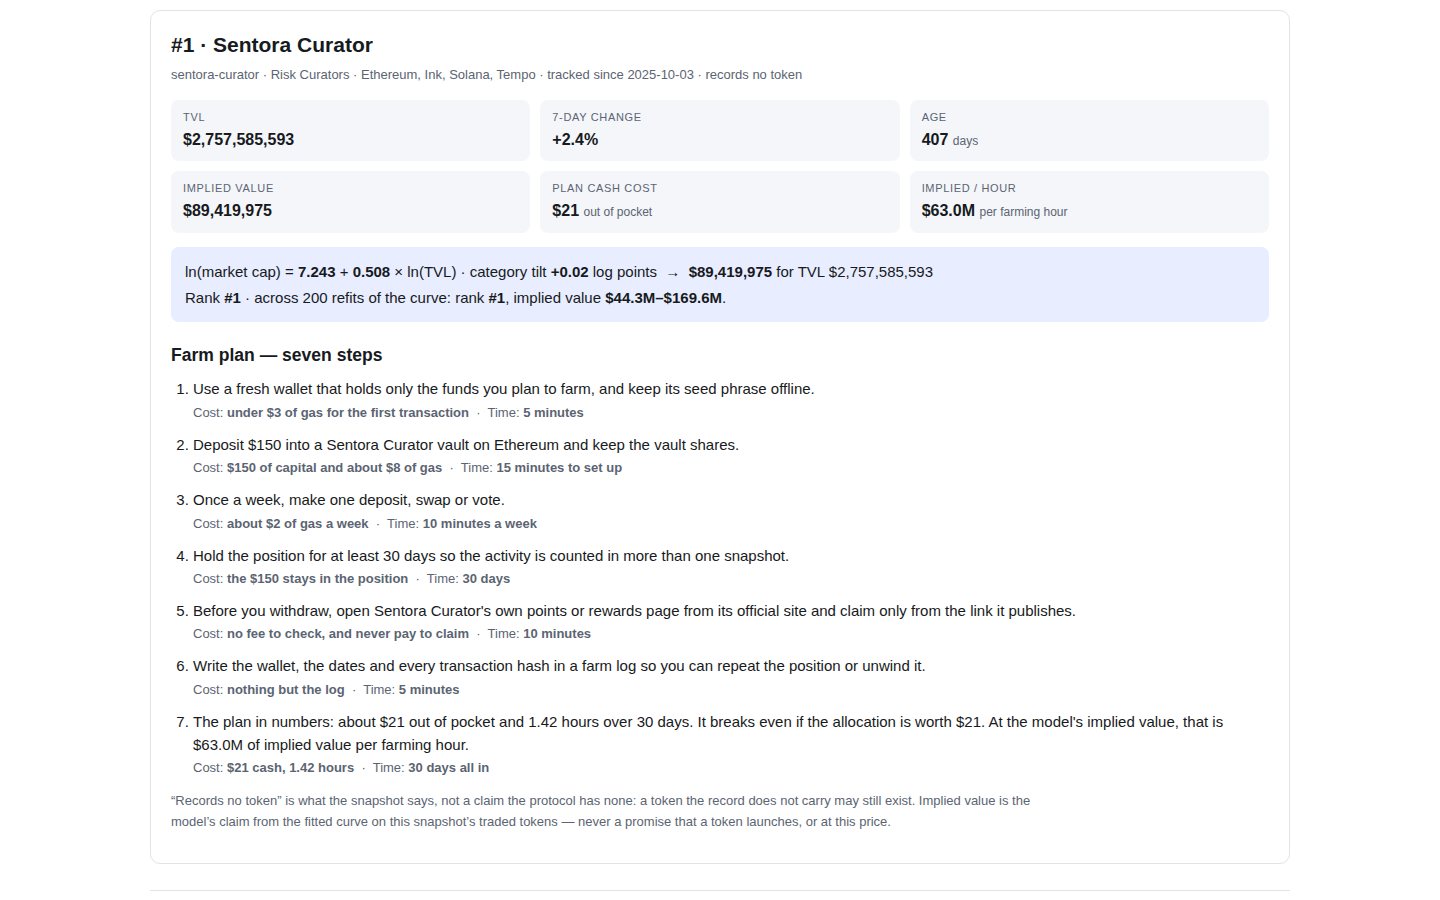 #1 · Sentora Curator
sentora-curator · Risk Curators · Ethereum, Ink, Solana, Tempo · tracked since 2025-10-03 · records no token
TVL
$2,757,585,593
7-DAY CHANGE
+2.4%
AGE
407 days
IMPLIED VALUE
$89,419,975
PLAN CASH COST
$21 out of pocket
IMPLIED / HOUR
$63.0M per farming hour
ln(market cap) = 7.243 + 0.508 × ln(TVL) · category tilt +0.02 log points → $89,419,975 for TVL $2,757,585,593
Rank #1 · across 200 refits of the curve: rank #1, implied value $44.3M–$169.6M.
Farm plan — seven steps
1. Use a fresh wallet that holds only the funds you plan to farm, and keep its seed phrase offline.
Cost: under $3 of gas for the first transaction · Time: 5 minutes
2. Deposit $150 into a Sentora Curator vault on Ethereum and keep the vault shares.
Cost: $150 of capital and about $8 of gas · Time: 15 minutes to set up
3. Once a week, make one deposit, swap or vote.
Cost: about $2 of gas a week · Time: 10 minutes a week
4. Hold the position for at least 30 days so the activity is counted in more than one snapshot.
Cost: the $150 stays in the position · Time: 30 days
5. Before you withdraw, open Sentora Curator's own points or rewards page from its official site and claim only from the link it publishes.
Cost: no fee to check, and never pay to claim · Time: 10 minutes
6. Write the wallet, the dates and every transaction hash in a farm log so you can repeat the position or unwind it.
Cost: nothing but the log · Time: 5 minutes
7. The plan in numbers: about $21 out of pocket and 1.42 hours over 30 days. It breaks even if the allocation is worth $21. At the model's implied value, that is
$63.0M of implied value per farming hour.
Cost: $21 cash, 1.42 hours · Time: 30 days all in
“Records no token” is what the snapshot says, not a claim the protocol has none: a token the record does not carry may still exist. Implied value is the
model’s claim from the fitted curve on this snapshot’s traded tokens — never a promise that a token launches, or at this price.